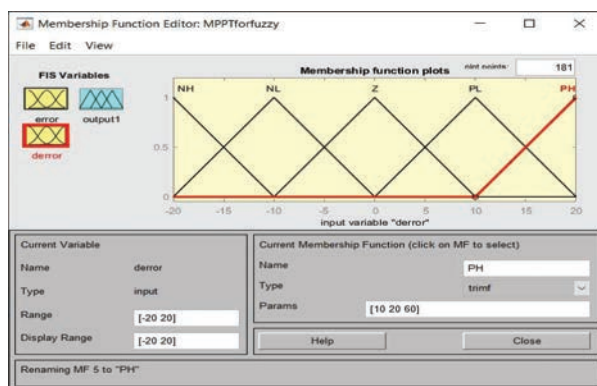 Membership Function Editor: MPPTforfuzzy
File Edit View
FIS Variables
error output1
derror
Membership function plots plot points: 181
NH NL Z PL PH
1
0.5
0
-20 -15 -10 -5 0 5 10 15 20
input variable "derror"
Current Variable
Name derror
Type input
Range [-20 20]
Display Range [-20 20]
Current Membership Function (click on MF to select)
Name PH
Type trimf
Params [10 20 60]
Help Close
Renaming MF 5 to "PH"